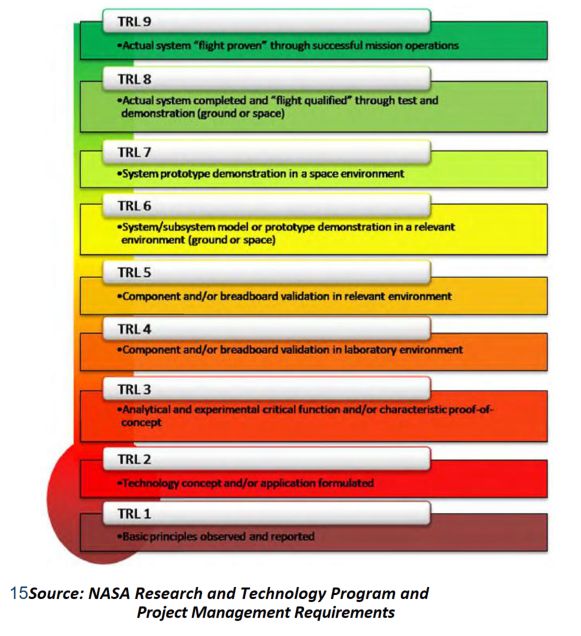 TRL 9
•Actual system “flight proven” through successful mission operations
TRL 8
•Actual system completed and “flight qualified” through test and
demonstration (ground or space)
TRL 7
•System prototype demonstration in a space environment
TRL 6
•System/subsystem model or prototype demonstration in a relevant
environment (ground or space)
TRL 5
•Component and/or breadboard validation in relevant environment
TRL 4
•Component and/or breadboard validation in laboratory environment
TRL 3
•Analytical and experimental critical function and/or characteristic proof-of-
concept
TRL 2
•Technology concept and/or application formulated
TRL 1
•Basic principles observed and reported
15Source: NASA Research and Technology Program and
Project Management Requirements